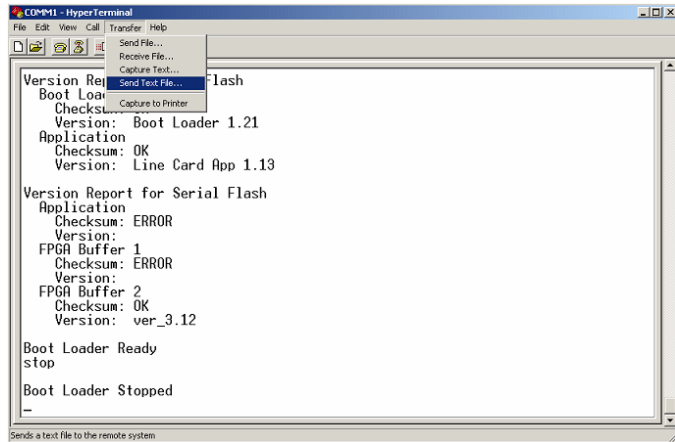 COMM1 - HyperTerminal
File Edit View Call Transfer Help
Send File...
Receive File...
Capture Text...
Send Text File...
Capture to Printer
Version Rep Flash
Boot Loa
Checksu
Version: Boot Loader 1.21
Application
Checksum: OK
Version: Line Card App 1.13
Version Report for Serial Flash
Application
Checksum: ERROR
Version:
FPGA Buffer 1
Checksum: ERROR
Version:
FPGA Buffer 2
Checksum: OK
Version: ver_3.12
Boot Loader Ready
stop
Boot Loader Stopped
_
Sends a text file to the remote system